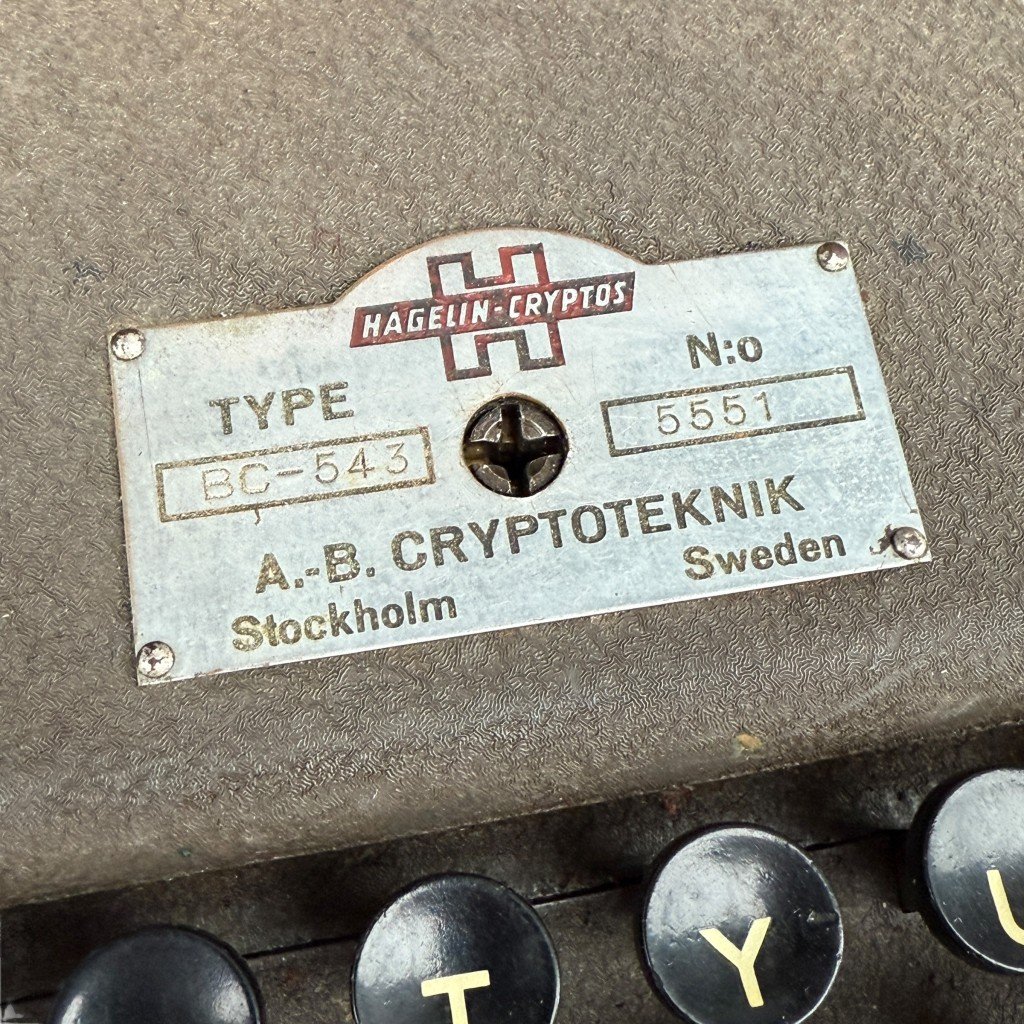 HAGELIN-CRYPTOS
TYPE N:o
BC-543 5551
A.-B. CRYPTOTEKNIK
Stockholm Sweden
T Y U